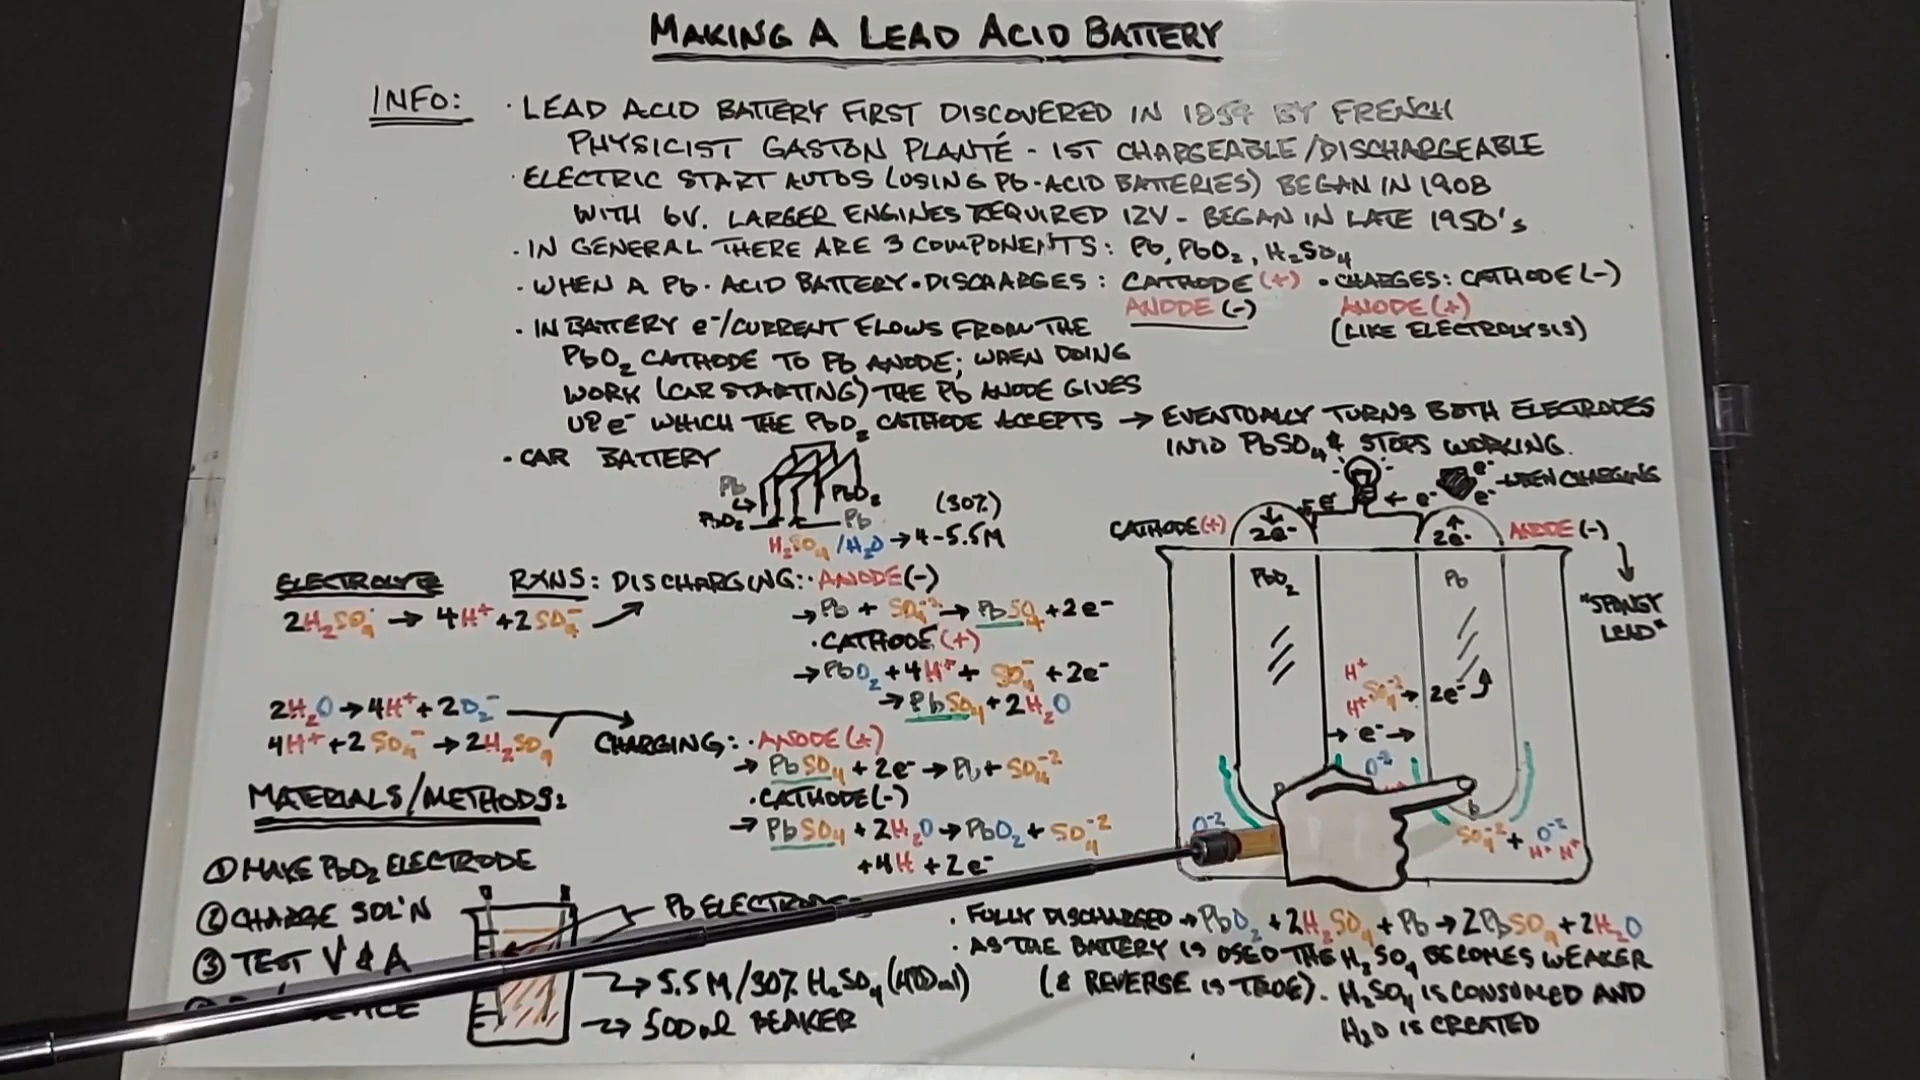 MAKING A LEAD ACID BATTERY
INFO:
· LEAD ACID BATTERY FIRST DISCOVERED IN 1859 BY FRENCH
PHYSICIST GASTON PLANTÉ - 1ST CHARGEABLE/DISCHARGEABLE
· ELECTRIC START AUTOS (USING Pb-ACID BATTERIES) BEGAN IN 1908
WITH 6V. LARGER ENGINES REQUIRED 12V - BEGAN IN LATE 1950's
· IN GENERAL THERE ARE 3 COMPONENTS: Pb, PbO₂, H₂SO₄
· WHEN A Pb-ACID BATTERY · DISCHARGES: CATHODE (+) · CHARGES: CATHODE (-)
ANODE (-) ANODE (+)
(LIKE ELECTROLYSIS)
· IN BATTERY e⁻/CURRENT FLOWS FROM THE
PbO₂ CATHODE TO Pb ANODE; WHEN DOING
WORK (CAR STARTING) THE Pb ANODE GIVES
UP e⁻ WHICH THE PbO₂ CATHODE ACCEPTS → EVENTUALLY TURNS BOTH ELECTRODES
INTO PbSO₄ & STOPS WORKING.
· CAR BATTERY
Pb
PbO₂
PbO₂
Pb
(30%)
H₂SO₄/H₂O → 4-5.5M
ELECTROLYTE
2H₂SO₄ → 4H⁺ + 2SO₄⁻
2H₂O → 4H⁺ + 2O₂⁻
4H⁺ + 2SO₄⁻ → 2H₂SO₄
RXNS: DISCHARGING: · ANODE (-)
→ Pb + SO₄⁻² → PbSO₄ + 2e⁻
· CATHODE (+)
→ PbO₂ + 4H⁺ + SO₄⁻ + 2e⁻
→ PbSO₄ + 2H₂O
CHARGING: · ANODE (+)
→ PbSO₄ + 2e⁻ → Pb + SO₄⁻²
· CATHODE (-)
→ PbSO₄ + 2H₂O → PbO₂ + SO₄⁻²
+ 4H + 2e⁻
e⁻
e⁻
e⁻
e⁻
WHEN CHARGING
CATHODE (+)
2e⁻
2e⁻
ANODE (-)
PbO₂
Pb
"SPONGY
LEAD"
H⁺
H⁺ SO₄⁻² → 2e⁻
→ e⁻ →
O⁻²
O⁻²
SO₄⁻² + O⁻²
H⁺ H⁺
MATERIALS/METHODS:
① MAKE PbO₂ ELECTRODE
② CHARGE SOL'N
③ TEST V & A
Pb ELECTRODES
→ 5.5 M/30% H₂SO₄ (400ml)
→ 500ml BEAKER
· FULLY DISCHARGED → PbO₂ + 2H₂SO₄ + Pb → 2PbSO₄ + 2H₂O
· AS THE BATTERY IS USED THE H₂SO₄ BECOMES WEAKER
(& REVERSE IS TRUE). H₂SO₄ IS CONSUMED AND
H₂O IS CREATED